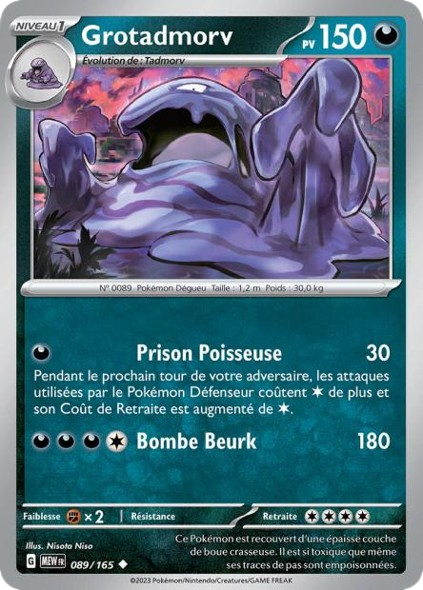 NIVEAU 1
Grotadmorv
PV 150
Évolution de : Tadmorv
N° 0089 Pokémon Dégueu Taille : 1,2 m Poids : 30,0 kg
Prison Poisseuse 30
Pendant le prochain tour de votre adversaire, les attaques
utilisées par le Pokémon Défenseur coûtent de plus et
son Coût de Retraite est augmenté de .
Bombe Beurk 180
Faiblesse × 2 Résistance Retraite
Illus. Nisota Niso
G MEW FR 089/165
Ce Pokémon est recouvert d'une épaisse couche
de boue crasseuse. Il est si toxique que même
ses traces de pas sont empoisonnées.
©2023 Pokémon/Nintendo/Creatures/GAME FREAK